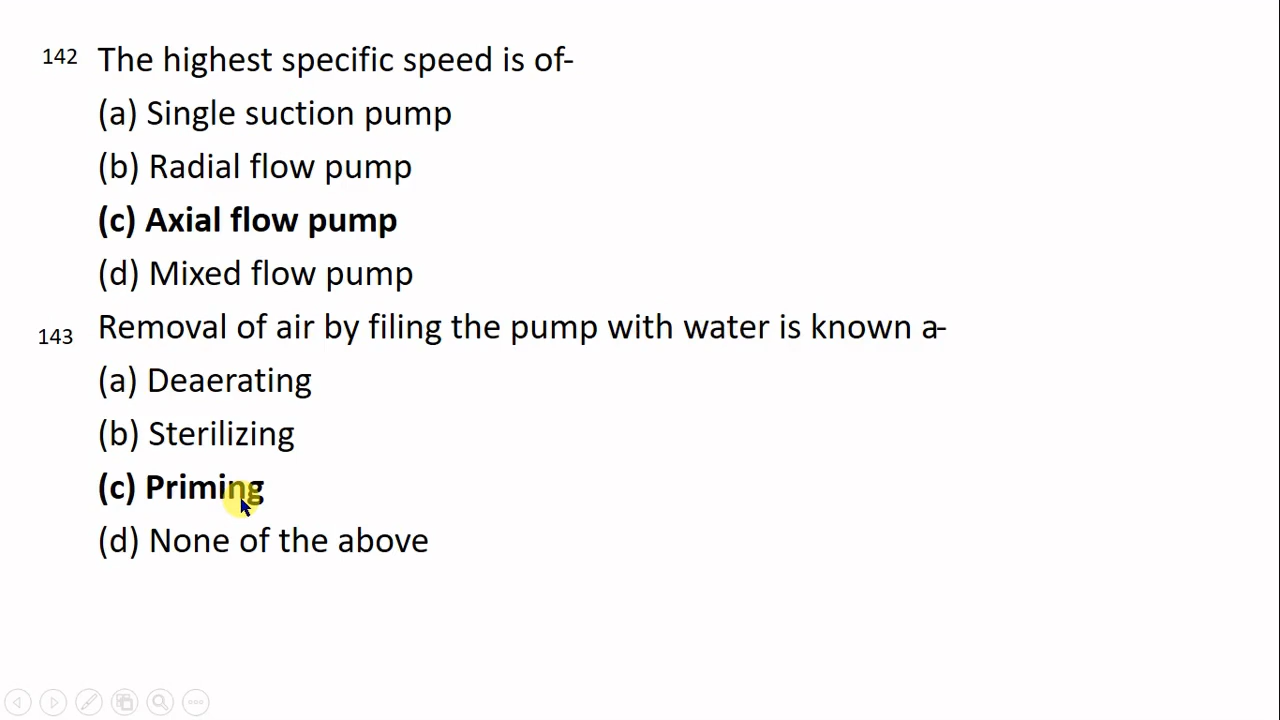 142 The highest specific speed is of-
(a) Single suction pump
(b) Radial flow pump
(c) Axial flow pump
(d) Mixed flow pump
143 Removal of air by filing the pump with water is known a-
(a) Deaerating
(b) Sterilizing
(c) Priming
(d) None of the above